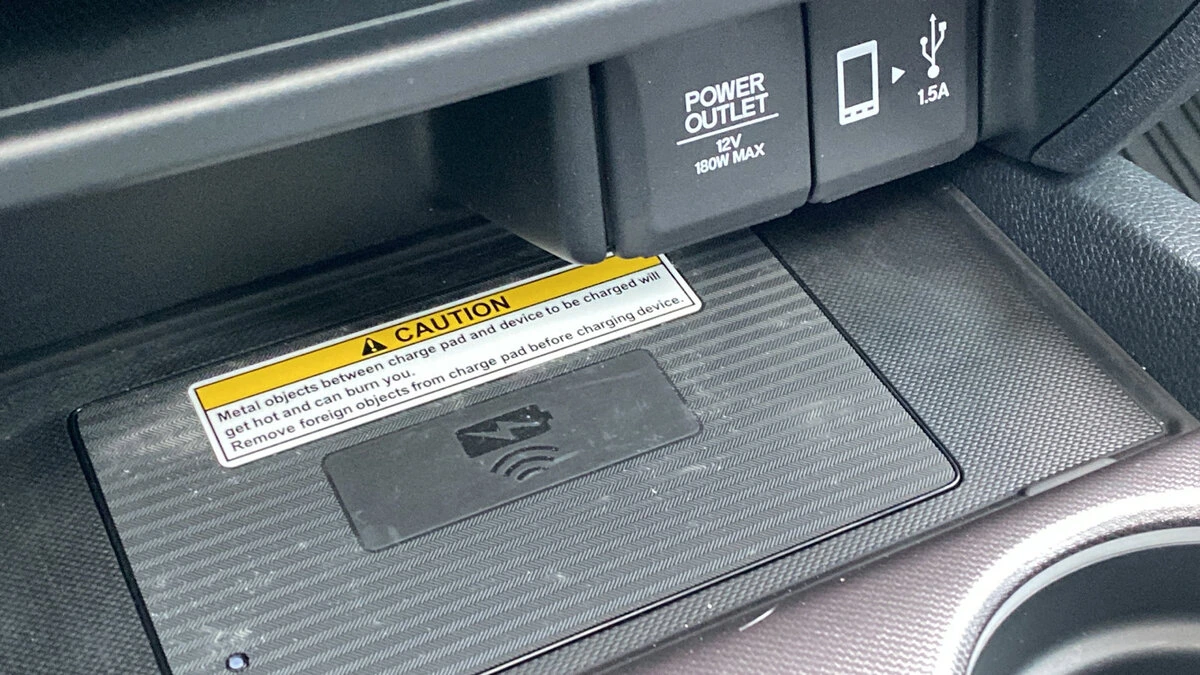 POWER
OUTLET
12V
180W MAX
1.5A
CAUTION
Metal objects between charge pad and device to be charged will
get hot and can burn you.
Remove foreign objects from charge pad before charging device.